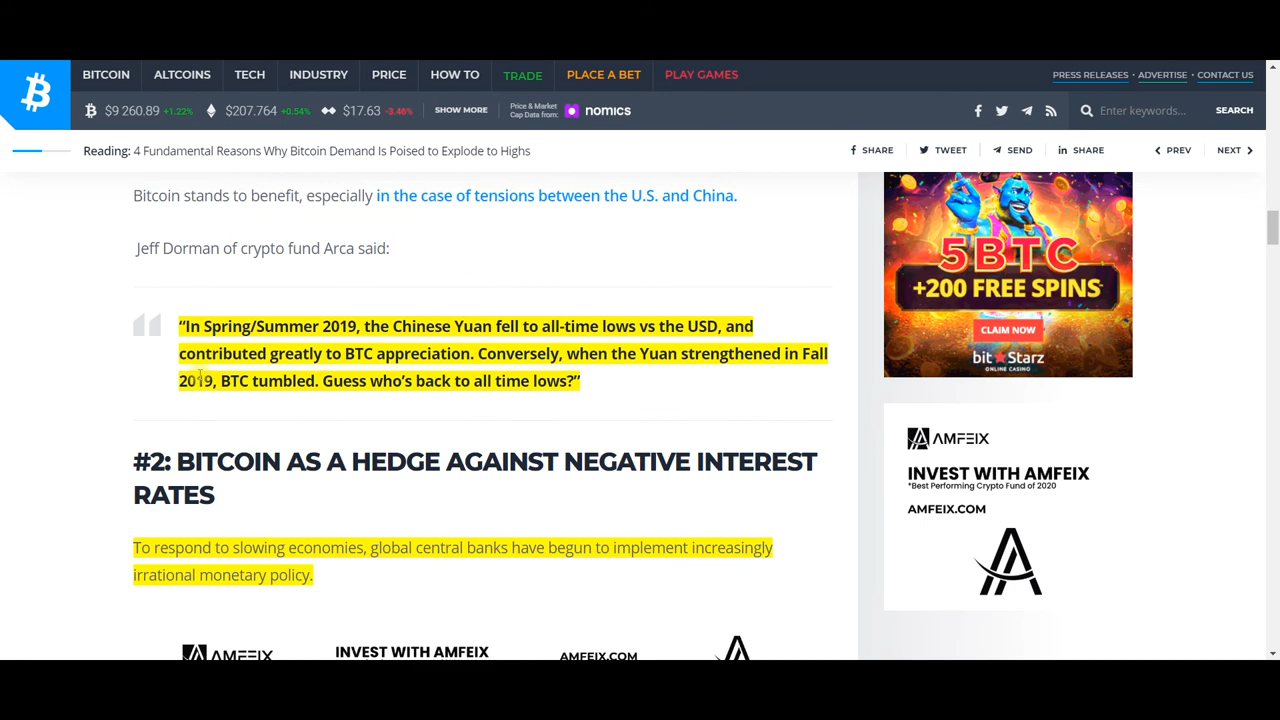 BITCOIN ALTCOINS TECH INDUSTRY PRICE HOW TO TRADE PLACE A BET PLAY GAMES PRESS RELEASES • ADVERTISE • CONTACT US
$9 260.89 +1.22% $207.764 +0.54% $17.63 -3.46% SHOW MORE Price & Market Cap Data from: nomics Enter keywords... SEARCH
Reading: 4 Fundamental Reasons Why Bitcoin Demand Is Poised to Explode to Highs SHARE TWEET SEND SHARE PREV NEXT
Bitcoin stands to benefit, especially in the case of tensions between the U.S. and China.
Jeff Dorman of crypto fund Arca said:
“In Spring/Summer 2019, the Chinese Yuan fell to all-time lows vs the USD, and
contributed greatly to BTC appreciation. Conversely, when the Yuan strengthened in Fall
2019, BTC tumbled. Guess who’s back to all time lows?”
#2: BITCOIN AS A HEDGE AGAINST NEGATIVE INTEREST
RATES
To respond to slowing economies, global central banks have begun to implement increasingly
irrational monetary policy.
AMFEIX INVEST WITH AMFEIX AMFEIX.COM
5 BTC
+200 FREE SPINS
CLAIM NOW
bitStarz
ONLINE CASINO
AMFEIX
INVEST WITH AMFEIX
*Best Performing Crypto Fund of 2020
AMFEIX.COM